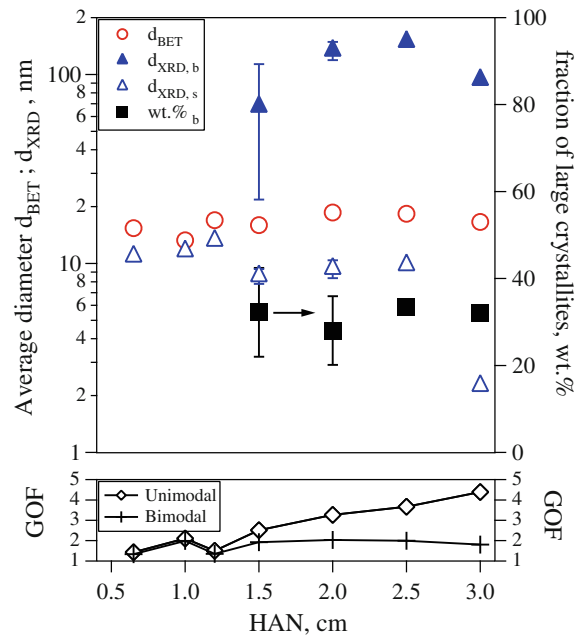 Average diameter d_BET ; d_XRD , nm
2
100
8
6
4
2
10
8
6
4
2
1
d_BET
d_XRD, b
d_XRD, s
wt.%_b
100
80
60
40
20
0
fraction of large crystallites, wt.%
GOF
5
4
3
2
1
Unimodal
Bimodal
5
4
3
2
1
GOF
0.5 1.0 1.5 2.0 2.5 3.0
HAN, cm